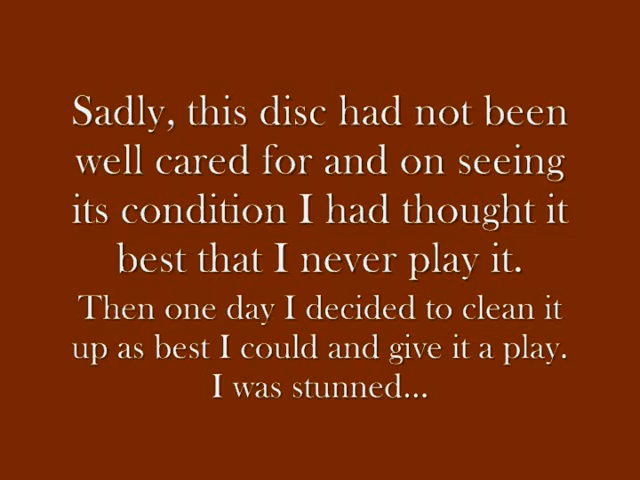 Sadly, this disc had not been
well cared for and on seeing
its condition I had thought it
best that I never play it.
Then one day I decided to clean it
up as best I could and give it a play.
I was stunned...